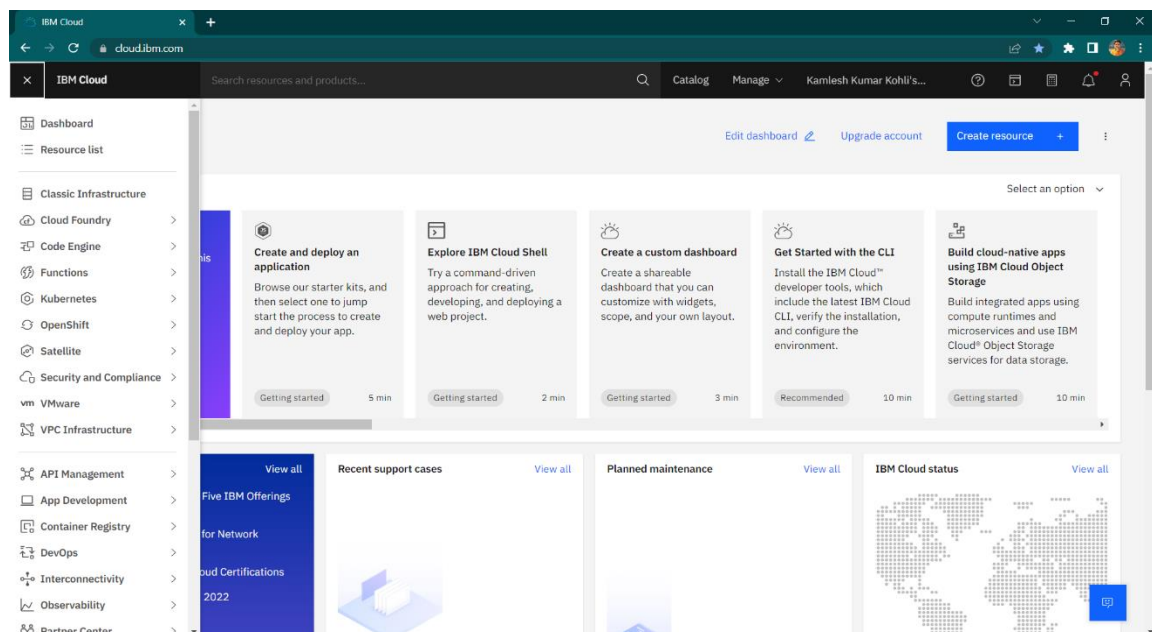 IBM Cloud
cloud.ibm.com
IBM Cloud
Search resources and products...
Catalog
Manage
Kamlesh Kumar Kohli's...
Dashboard
Resource list
Classic Infrastructure
Cloud Foundry
Code Engine
Functions
Kubernetes
OpenShift
Satellite
Security and Compliance
vm VMware
VPC Infrastructure
API Management
App Development
Container Registry
DevOps
Interconnectivity
Observability
Partner Center
Edit dashboard
Upgrade account
Create resource +
Select an option
his
Create and deploy an
application
Browse our starter kits, and
then select one to jump
start the process to create
and deploy your app.
Getting started 5 min
Explore IBM Cloud Shell
Try a command-driven
approach for creating,
developing, and deploying a
web project.
Getting started 2 min
Create a custom dashboard
Create a shareable
dashboard that you can
customize with widgets,
scope, and your own layout.
Getting started 3 min
Get Started with the CLI
Install the IBM Cloud™
developer tools, which
include the latest IBM Cloud
CLI, verify the installation,
and configure the
environment.
Recommended 10 min
Build cloud-native apps
using IBM Cloud Object
Storage
Build integrated apps using
compute runtimes and
microservices and use IBM
Cloud® Object Storage
services for data storage.
Getting started 10 min
View all
Five IBM Offerings
for Network
oud Certifications
2022
Recent support cases View all
Planned maintenance View all
IBM Cloud status View all